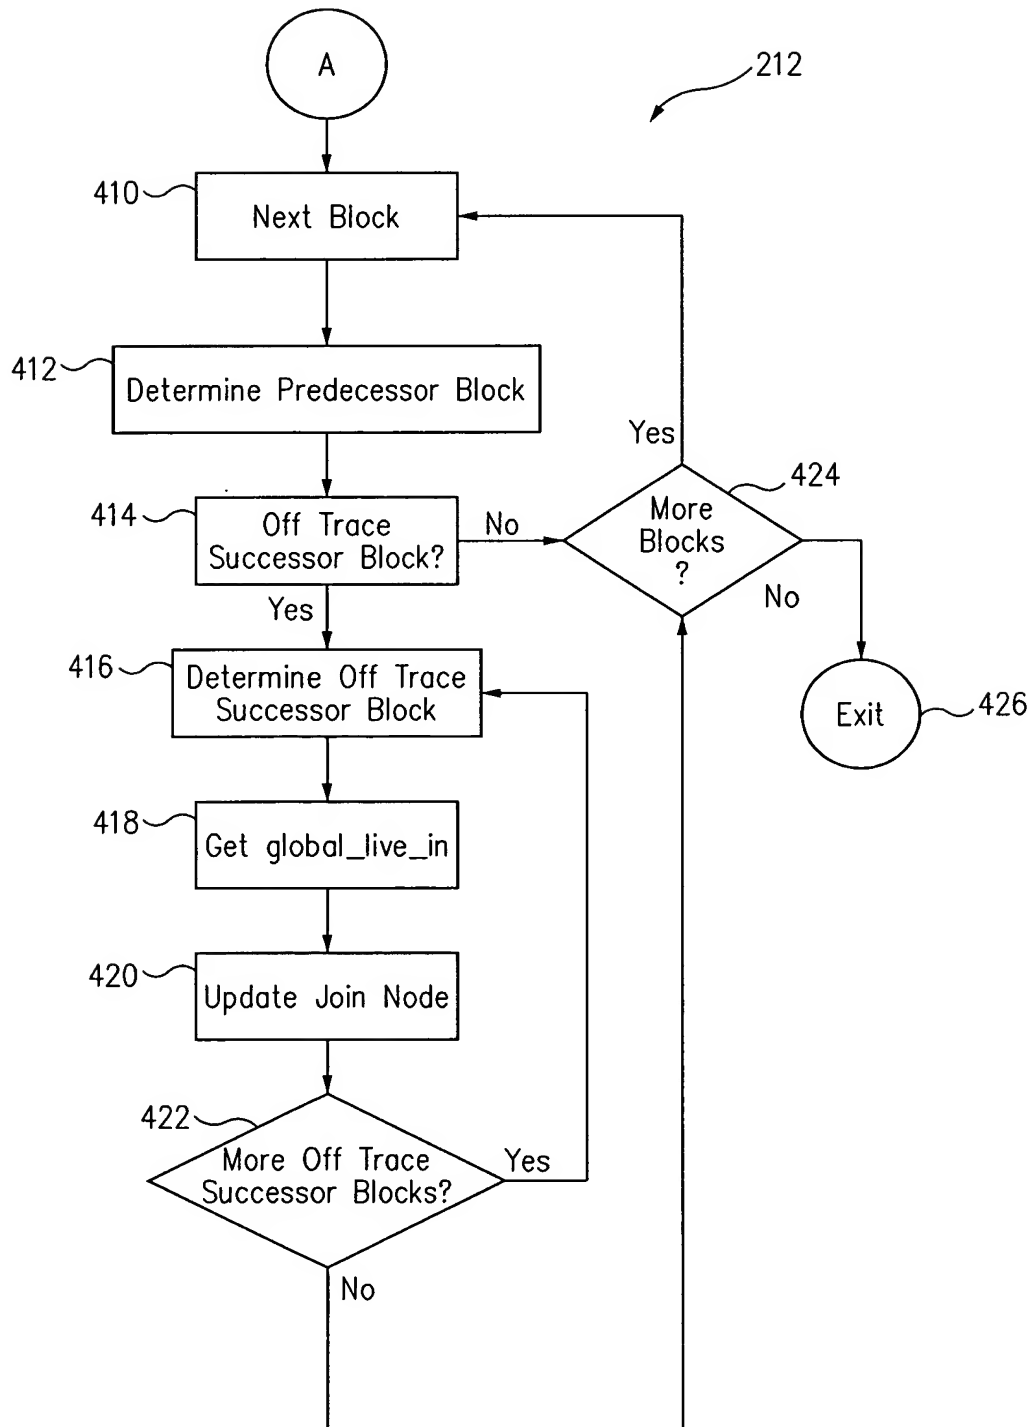 A
212
410
Next Block
412
Determine Predecessor Block
Yes
424
414
Off Trace
Successor Block?
No
More
Blocks
?
No
Yes
416
Determine Off Trace
Successor Block
Exit
426
418
Get global_live_in
420
Update Join Node
422
More Off Trace
Successor Blocks?
Yes
No